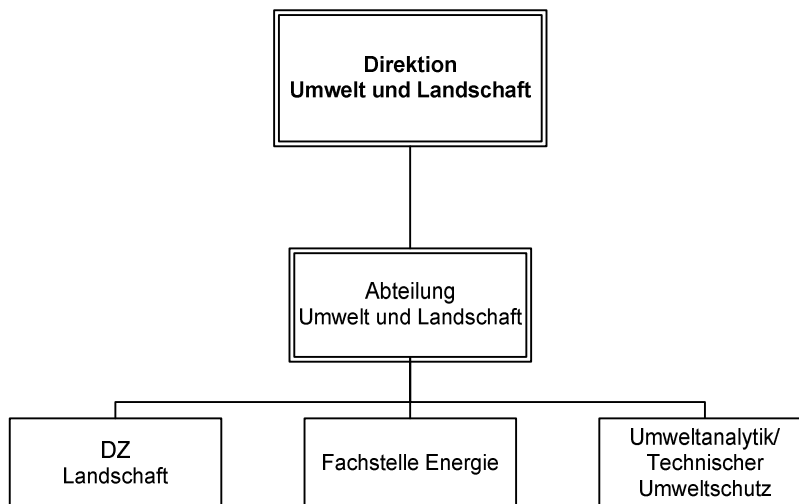 Direktion
Umwelt und Landschaft
Abteilung
Umwelt und Landschaft
DZ
Landschaft
Fachstelle Energie
Umweltanalytik/
Technischer
Umweltschutz